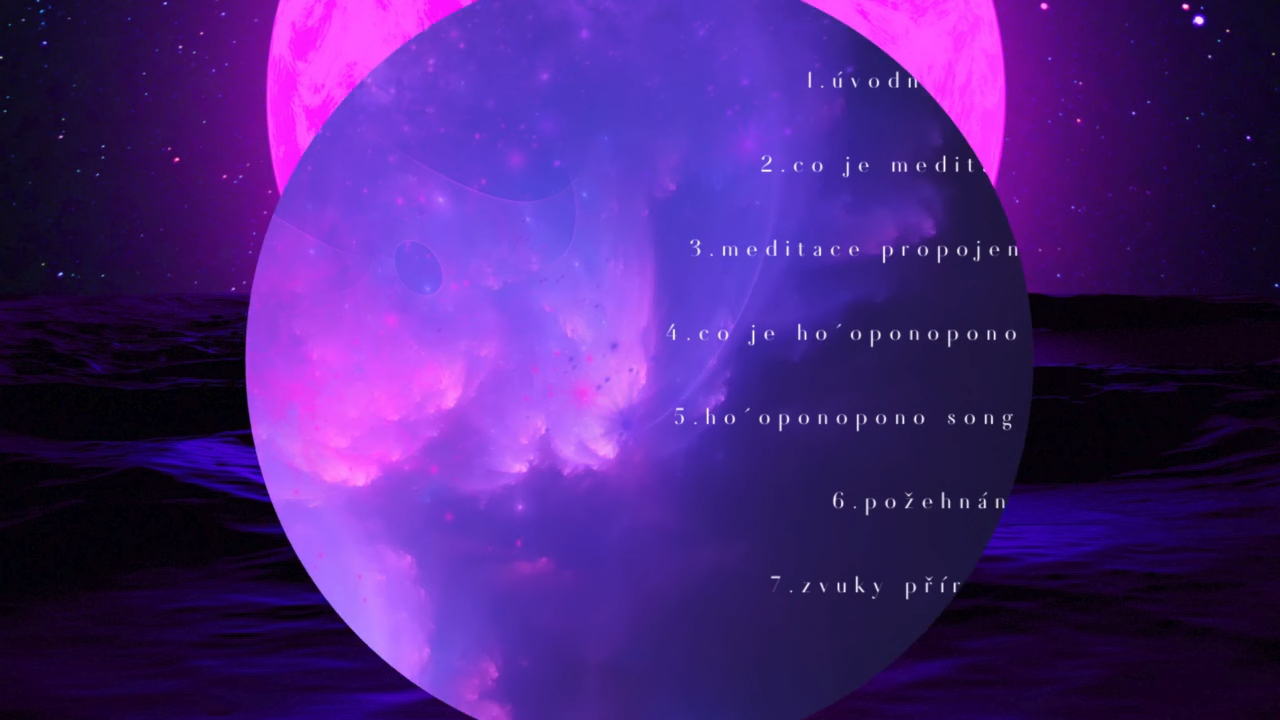 1.úvodn
2.co je medit
3.meditace propojen
4.co je ho´oponopono
5.ho´oponopono song
6.požehnán
7.zvuky přír